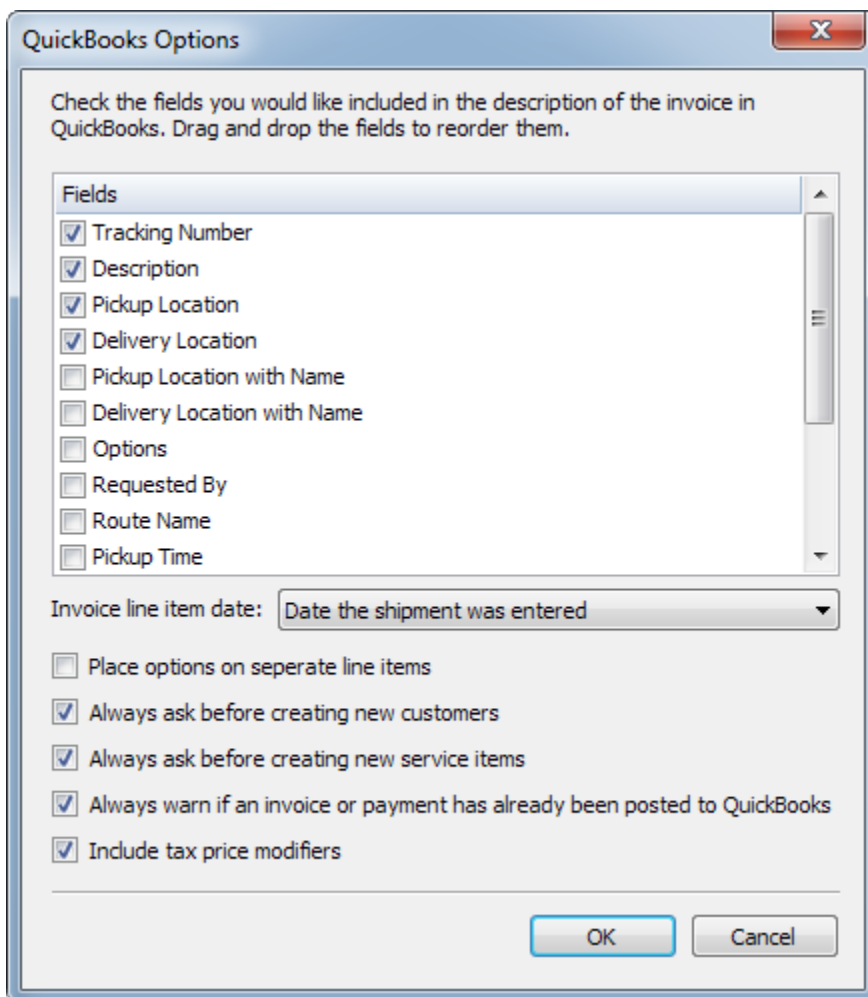 QuickBooks Options
Check the fields you would like included in the description of the invoice in
QuickBooks. Drag and drop the fields to reorder them.
Fields
Tracking Number
Description
Pickup Location
Delivery Location
Pickup Location with Name
Delivery Location with Name
Options
Requested By
Route Name
Pickup Time
Invoice line item date: Date the shipment was entered
Place options on seperate line items
Always ask before creating new customers
Always ask before creating new service items
Always warn if an invoice or payment has already been posted to QuickBooks
Include tax price modifiers
OK Cancel